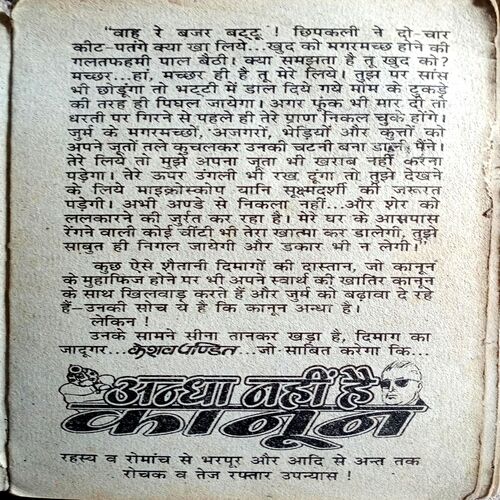 "वाह रे बजर बट्टू ! छिपकली ने दो-चार
कीट-पतंगे क्या खा लिये...खुद को मगरमच्छ होने की
गलतफहमी पाल बैठी। क्या समझता है तू खुद को?
मच्छर...हां, मच्छर ही है तू मेरे लिये। तुझ पर सांस
भी छोड़ूंगा तो भट्टी में डाल दिये गये मोम के टुकड़े
की तरह ही पिघल जायेगा। अगर फूंक भी मार दी तो
धरती पर गिरने से पहले ही तेरे प्राण निकल चुके होंगे।
जुर्म के मगरमच्छों, अजगरों, भेड़ियों और कुत्तों को
अपने जूतों तले कुचलकर उनकी चटनी बना डाली मैंने।
तेरे लिये तो मुझे अपना जूता भी खराब नहीं करना
पड़ेगा। तेरे ऊपर उंगली भी रख दूंगा तो तुझे देखने
के लिये माइक्रोस्कोप यानि सूक्ष्मदर्शी की जरूरत
पड़ेगी। अभी अण्डे से निकला नहीं...और शेर को
ललकारने की जुर्रत कर रहा है। मेरे घर के आसपास
रेंगने वाली कोई चींटी भी तेरा खात्मा कर डालेगी, तुझे
साबुत ही निगल जायेगी और डकार भी न लेगी।"
कुछ ऐसे शैतानी दिमागों की दास्तान, जो कानून
के मुहाफिज होने पर भी अपने स्वार्थ की खातिर कानून
के साथ खिलवाड़ करते हैं और जुर्म को बढ़ावा दे रहे
हैं–उनकी सोच ये है कि कानून अन्धा है।
लेकिन !
उनके सामने सीना तानकर खड़ा है, दिमाग का
जादूगर...केशव पण्डित...जो साबित करेगा कि...
अन्धा नहीं है
कानून
रहस्य व रोमांच से भरपूर और आदि से अन्त तक
रोचक व तेज रफ्तार उपन्यास !